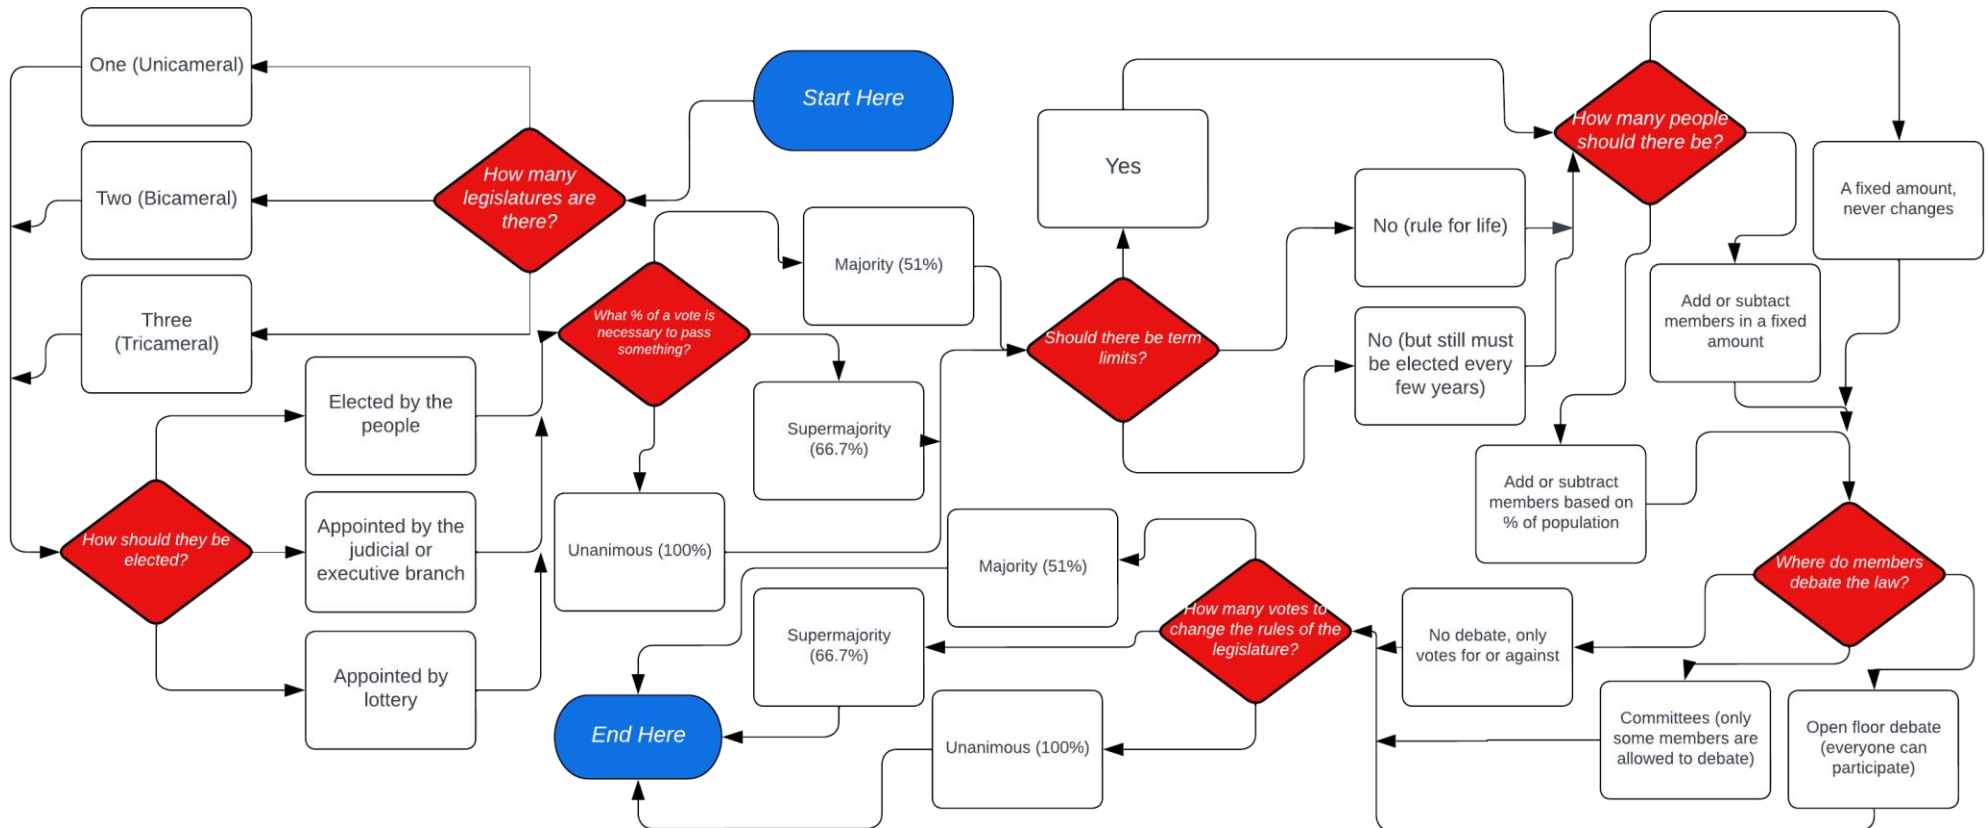 Start Here
How many
legislatures are
there?
One (Unicameral)
Two (Bicameral)
Three
(Tricameral)
How should they be
elected?
Elected by the
people
Appointed by the
judicial or
executive branch
Appointed by
lottery
What % of a vote is
necessary to pass
something?
Majority (51%)
Supermajority
(66.7%)
Unanimous (100%)
Should there be term
limits?
Yes
No (rule for life)
No (but still must
be elected every
few years)
How many people
should there be?
A fixed amount,
never changes
Add or subtact
members in a fixed
amount
Add or subtract
members based on
% of population
Where do members
debate the law?
No debate, only
votes for or against
Committees (only
some members are
allowed to debate)
Open floor debate
(everyone can
participate)
How many votes to
change the rules of the
legislature?
Majority (51%)
Supermajority
(66.7%)
Unanimous (100%)
End Here